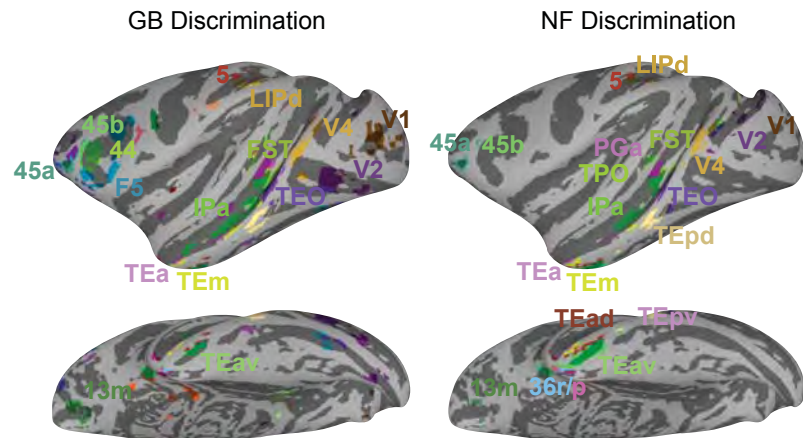 GB Discrimination
NF Discrimination
5
LIPd
45b
44
45a
F5
FST
V4
V1
V2
TEO
IPa
TEa
TEm
TEav
13m
5
LIPd
45a/45b
PGa
FST
V1
V2
V4
TPO
TEO
IPa
TEpd
TEa
TEm
TEad
TEpv
TEav
13m
36r/p